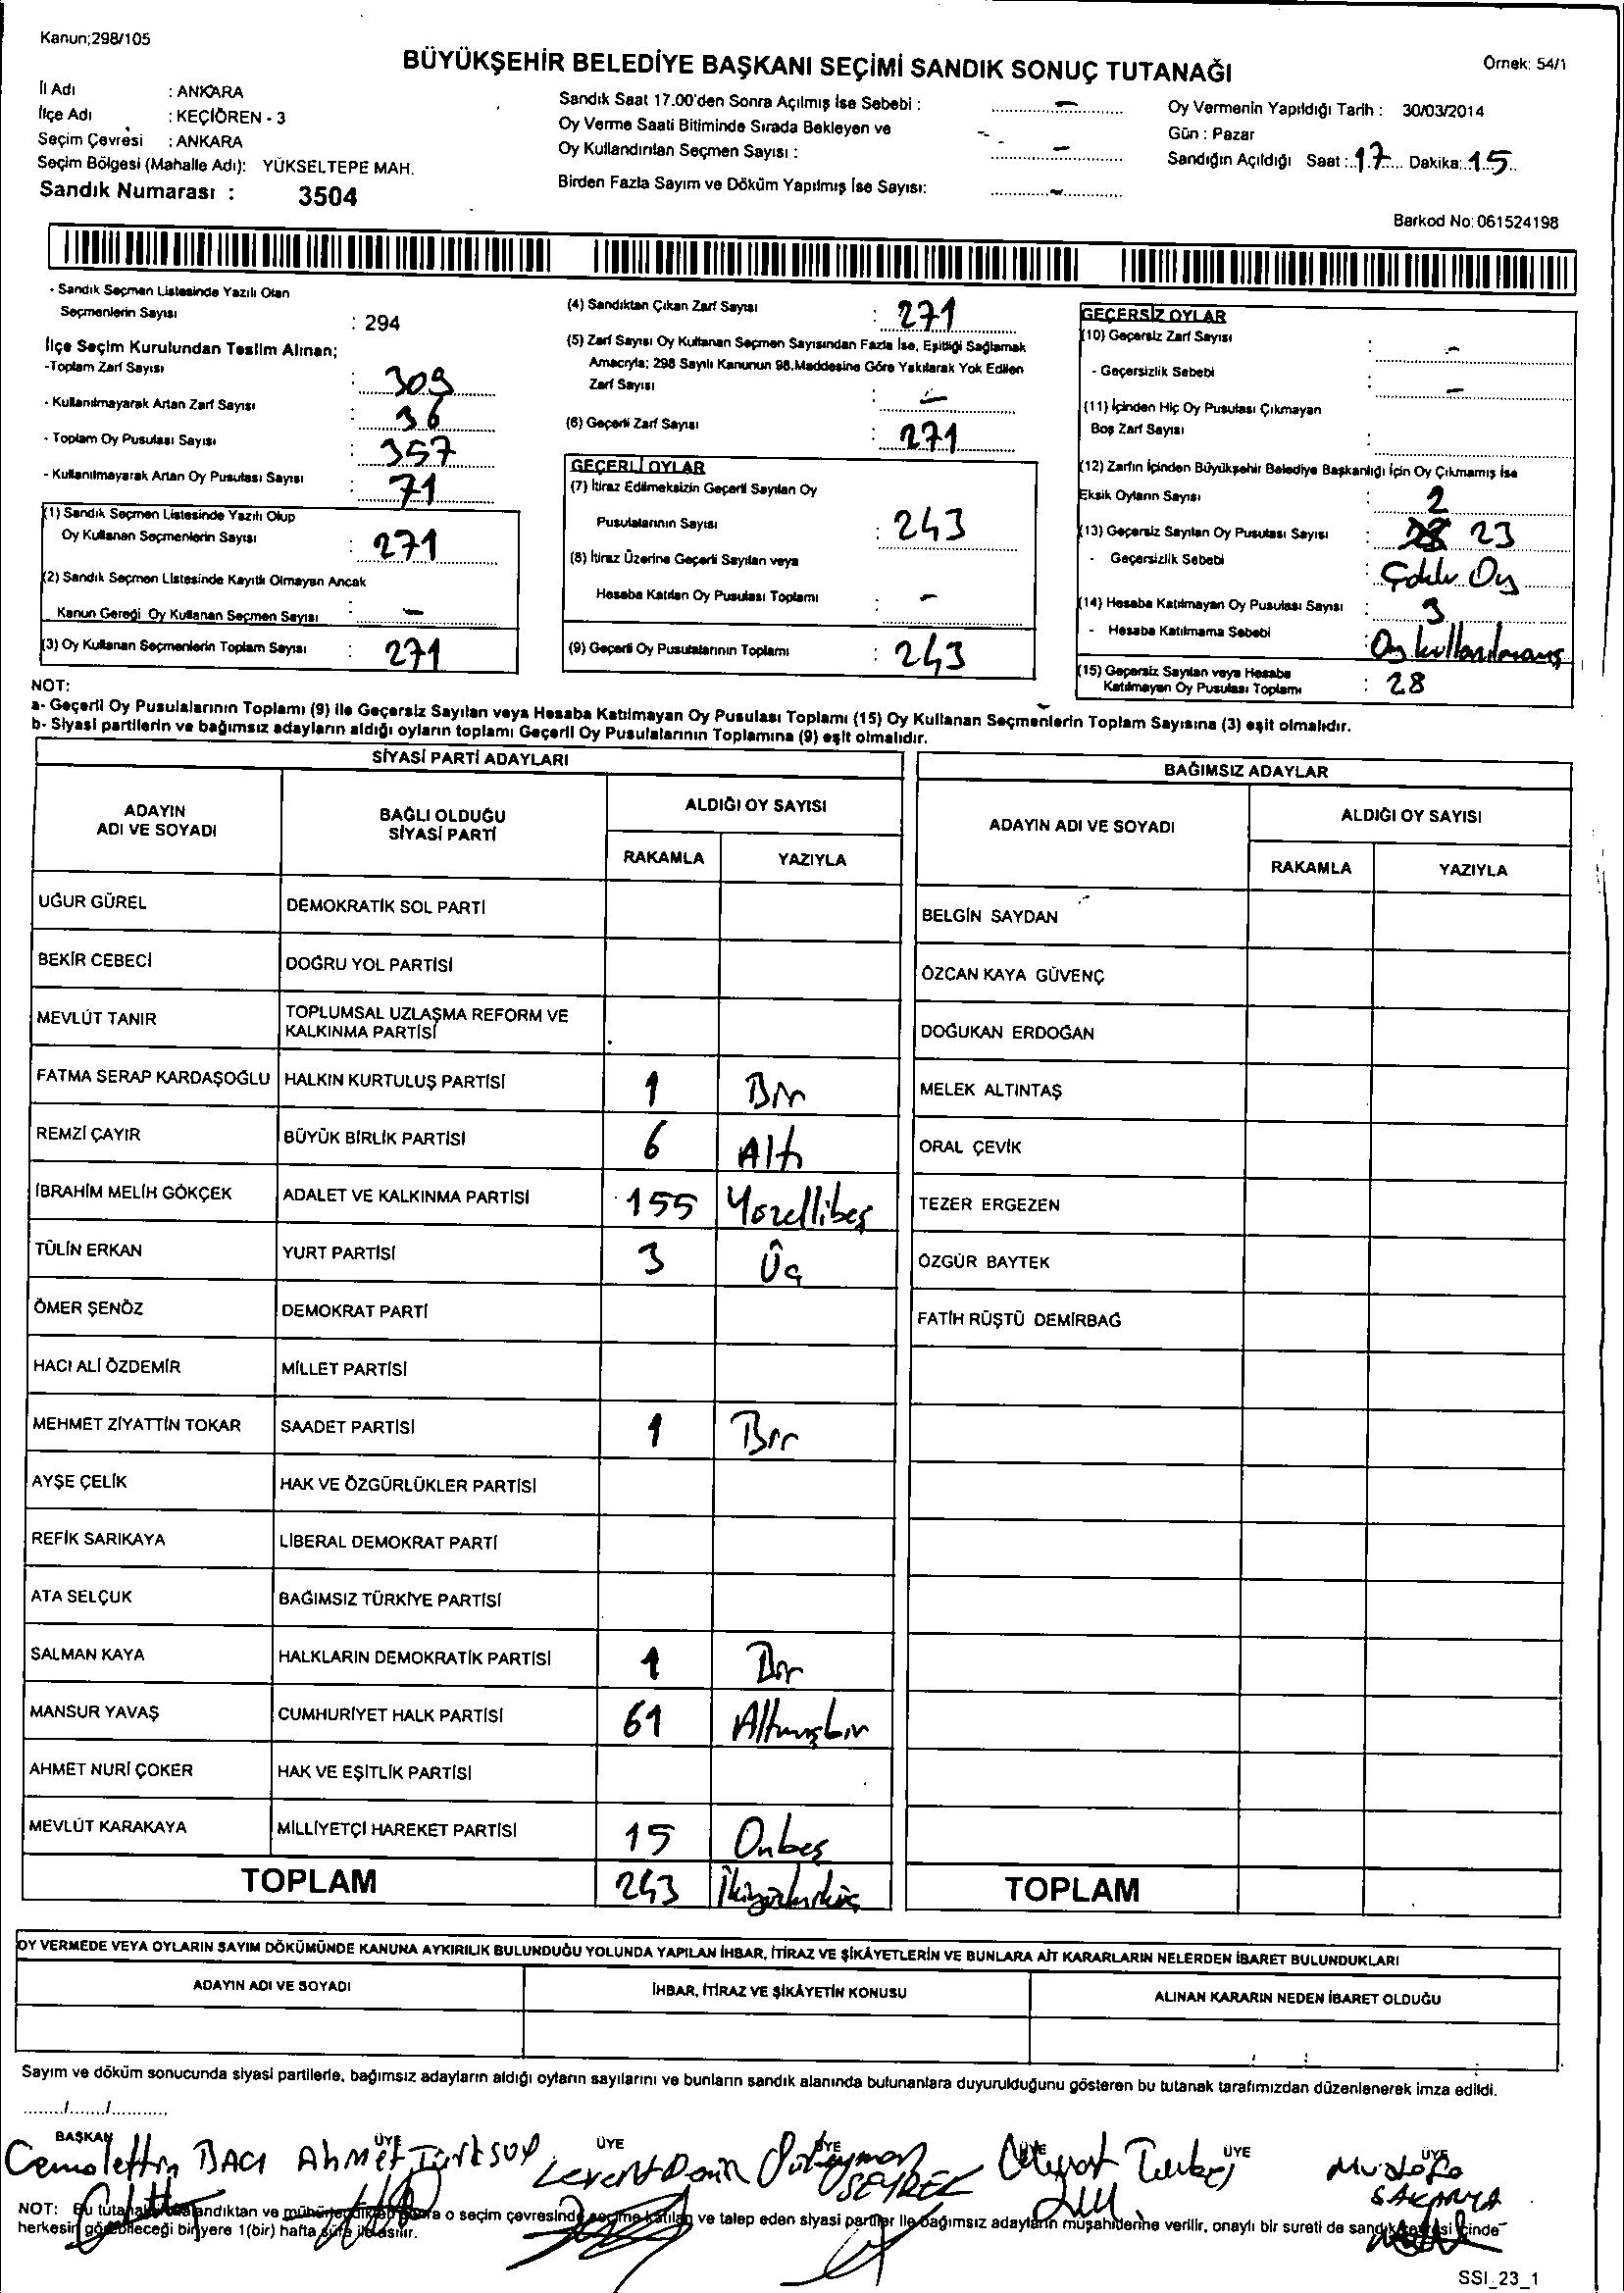 Kanun;298/105
BÜYÜKŞEHİR BELEDİYE BAŞKANI SEÇİMİ SANDIK SONUÇ TUTANAĞI
Örnek: 54/1
İl Adı : ANKARA
İlçe Adı : KEÇİÖREN - 3
Seçim Çevresi : ANKARA
Seçim Bölgesi (Mahalle Adı): YÜKSELTEPE MAH.
Sandık Numarası : 3504
Sandık Saat 17.00'den Sonra Açılmış İse Sebebi : –
Oy Verme Saati Bitiminde Sırada Bekleyen ve
Oy Kullandırılan Seçmen Sayısı : –
Birden Fazla Sayım ve Döküm Yapılmış İse Sayısı: –
Oy Vermenin Yapıldığı Tarih : 30/03/2014
Gün : Pazar
Sandığın Açıldığı Saat : 17 Dakika: 15
Barkod No: 061524198
- Sandık Seçmen Listesinde Yazılı Olan
Seçmenlerin Sayısı : 294
İlçe Seçim Kurulundan Teslim Alınan;
-Toplam Zarf Sayısı : 309
- Kullanılmayarak Artan Zarf Sayısı : 36
- Toplam Oy Pusulası Sayısı : 357
- Kullanılmayarak Artan Oy Pusulası Sayısı : 71
(1) Sandık Seçmen Listesinde Yazılı Olup
Oy Kullanan Seçmenlerin Sayısı : 271
(2) Sandık Seçmen Listesinde Kayıtlı Olmayan Ancak
Kanun Gereği Oy Kullanan Seçmen Sayısı : –
(3) Oy Kullanan Seçmenlerin Toplam Sayısı : 271
(4) Sandıktan Çıkan Zarf Sayısı : 271
(5) Zarf Sayısı Oy Kullanan Seçmen Sayısından Fazla İse, Eşitliği Sağlamak
Amacıyla; 298 Sayılı Kanunun 98.Maddesine Göre Yakılarak Yok Edilen
Zarf Sayısı : –
(6) Geçerli Zarf Sayısı : 271
GEÇERLİ OYLAR
(7) İtiraz Edilmeksizin Geçerli Sayılan Oy
Pusulalarının Sayısı : 243
(8) İtiraz Üzerine Geçerli Sayılan veya
Hesaba Katılan Oy Pusulası Toplamı : –
(9) Geçerli Oy Pusulalarının Toplamı : 243
GEÇERSİZ OYLAR
(10) Geçersiz Zarf Sayısı : –
- Geçersizlik Sebebi : –
(11) İçinden Hiç Oy Pusulası Çıkmayan
Boş Zarf Sayısı :
(12) Zarfın İçinden Büyükşehir Belediye Başkanlığı İçin Oy Çıkmamış İse
Eksik Oyların Sayısı : 2
(13) Geçersiz Sayılan Oy Pusulası Sayısı : 23
- Geçersizlik Sebebi : Çoklu Oy
(14) Hesaba Katılmayan Oy Pusulası Sayısı : 3
- Hesaba Katılmama Sebebi : Oy kullanılmamış
(15) Geçersiz Sayılan veya Hesaba
Katılmayan Oy Pusulası Toplamı : 28
NOT:
a- Geçerli Oy Pusulalarının Toplamı (9) ile Geçersiz Sayılan veya Hesaba Katılmayan Oy Pusulası Toplamı (15) Oy Kullanan Seçmenlerin Toplam Sayısına (3) eşit olmalıdır.
b- Siyasi partilerin ve bağımsız adayların aldığı oyların toplamı Geçerli Oy Pusulalarının Toplamına (9) eşit olmalıdır.
SİYASİ PARTİ ADAYLARI
ADAYIN ADI VE SOYADI BAĞLI OLDUĞU SİYASİ PARTİ ALDIĞI OY SAYISI
RAKAMLA YAZIYLA
UĞUR GÜREL DEMOKRATİK SOL PARTİ
BEKİR CEBECİ DOĞRU YOL PARTİSİ
MEVLÜT TANIR TOPLUMSAL UZLAŞMA REFORM VE KALKINMA PARTİSİ
FATMA SERAP KARDAŞOĞLU HALKIN KURTULUŞ PARTİSİ 1 Bir
REMZİ ÇAYIR BÜYÜK BİRLİK PARTİSİ 6 Altı
İBRAHİM MELİH GÖKÇEK ADALET VE KALKINMA PARTİSİ 155 Yüzellibeş
TÜLİN ERKAN YURT PARTİSİ 3 Üç
ÖMER ŞENÖZ DEMOKRAT PARTİ
HACI ALİ ÖZDEMİR MİLLET PARTİSİ
MEHMET ZİYATTİN TOKAR SAADET PARTİSİ 1 Bir
AYŞE ÇELİK HAK VE ÖZGÜRLÜKLER PARTİSİ
REFİK SARIKAYA LİBERAL DEMOKRAT PARTİ
ATA SELÇUK BAĞIMSIZ TÜRKİYE PARTİSİ
SALMAN KAYA HALKLARIN DEMOKRATİK PARTİSİ 1 Bir
MANSUR YAVAŞ CUMHURİYET HALK PARTİSİ 61 Altmışbir
AHMET NURİ ÇOKER HAK VE EŞİTLİK PARTİSİ
MEVLÜT KARAKAYA MİLLİYETÇİ HAREKET PARTİSİ 15 Onbeş
TOPLAM 243 İkiyüzkırküç
BAĞIMSIZ ADAYLAR
ADAYIN ADI VE SOYADI ALDIĞI OY SAYISI
RAKAMLA YAZIYLA
BELGİN SAYDAN
ÖZCAN KAYA GÜVENÇ
DOĞUKAN ERDOĞAN
MELEK ALTINTAŞ
ORAL ÇEVİK
TEZER ERGEZEN
ÖZGÜR BAYTEK
FATİH RÜŞTÜ DEMİRBAĞ
TOPLAM
OY VERMEDE VEYA OYLARIN SAYIM DÖKÜMÜNDE KANUNA AYKIRILIK BULUNDUĞU YOLUNDA YAPILAN İHBAR, İTİRAZ VE ŞİKÂYETLERİN VE BUNLARA AİT KARARLARIN NELERDEN İBARET BULUNDUKLARI
ADAYIN ADI VE SOYADI İHBAR, İTİRAZ VE ŞİKÂYETİN KONUSU ALINAN KARARIN NEDEN İBARET OLDUĞU
Sayım ve döküm sonucunda siyasi partilerle, bağımsız adayların aldığı oyların sayılarını ve bunların sandık alanında bulunanlara duyurulduğunu gösteren bu tutanak tarafımızdan düzenlenerek imza edildi.
......./......./...........
BAŞKAN ÜYE ÜYE ÜYE ÜYE ÜYE ÜYE
Cemalettin BACI Ahmet Türksoy Levent Süleyman SEYREK Mustafa SAKARYA
NOT: Bu tutanak ve o seçim çevresinde seçime katılan ve talep eden siyasi partiler ile bağımsız adayların müşahitlerine verilir, onaylı bir sureti de sandık çevresi içinde
herkesin görebileceği bir yere 1(bir) hafta süre ile asılır.
SSI_23_1